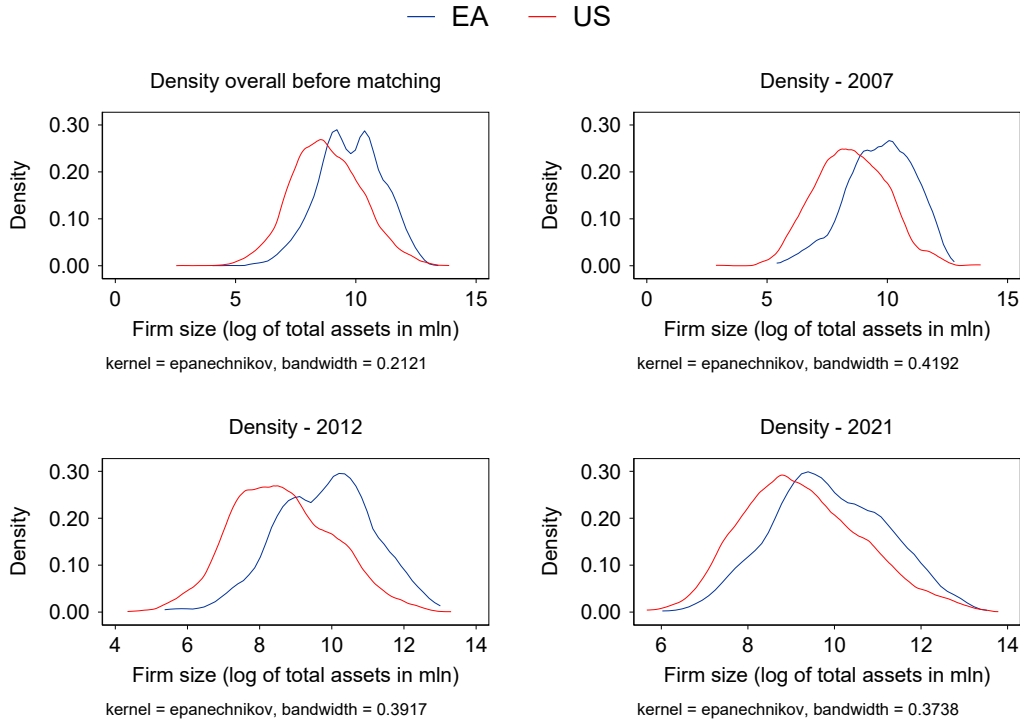 EA US
Density overall before matching
Density
0.30
0.20
0.10
0.00
0 5 10 15
Firm size (log of total assets in mln)
kernel = epanechnikov, bandwidth = 0.2121
Density - 2007
Density
0.30
0.20
0.10
0.00
0 5 10 15
Firm size (log of total assets in mln)
kernel = epanechnikov, bandwidth = 0.4192
Density - 2012
Density
0.30
0.20
0.10
0.00
4 6 8 10 12 14
Firm size (log of total assets in mln)
kernel = epanechnikov, bandwidth = 0.3917
Density - 2021
Density
0.30
0.20
0.10
0.00
6 8 10 12 14
Firm size (log of total assets in mln)
kernel = epanechnikov, bandwidth = 0.3738